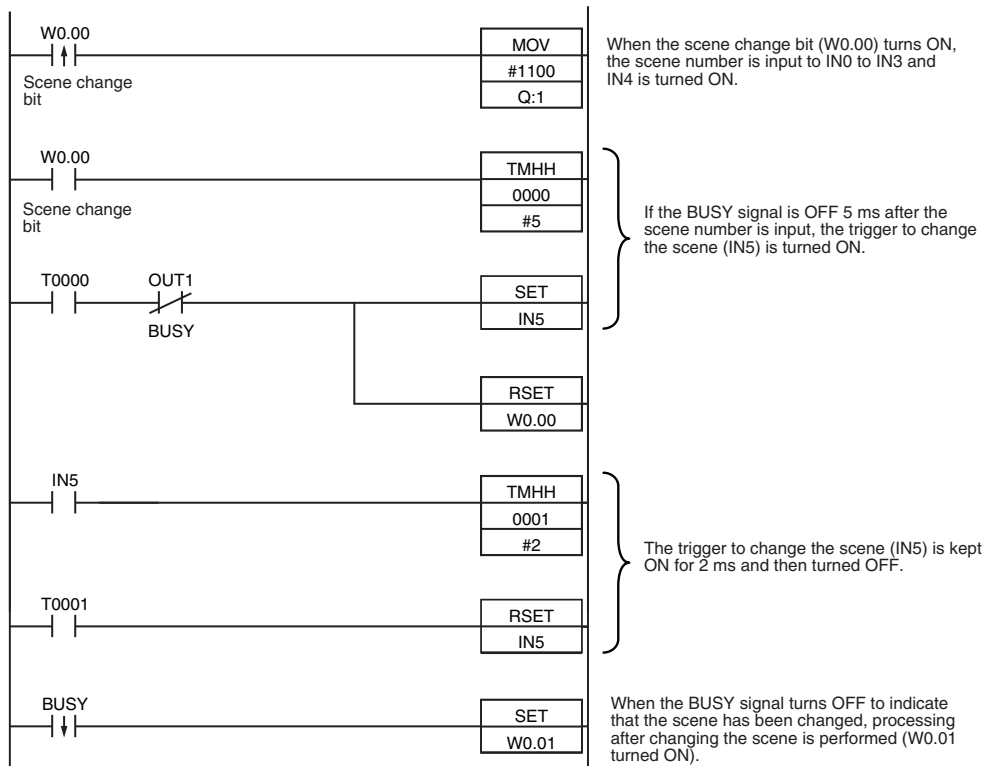 W0.00
Scene change
bit
MOV
#1100
Q:1
When the scene change bit (W0.00) turns ON,
the scene number is input to IN0 to IN3 and
IN4 is turned ON.
W0.00
Scene change
bit
TMHH
0000
#5
If the BUSY signal is OFF 5 ms after the
scene number is input, the trigger to change
the scene (IN5) is turned ON.
T0000
OUT1
BUSY
SET
IN5
RSET
W0.00
IN5
TMHH
0001
#2
The trigger to change the scene (IN5) is kept
ON for 2 ms and then turned OFF.
T0001
RSET
IN5
BUSY
SET
W0.01
When the BUSY signal turns OFF to indicate
that the scene has been changed, processing
after changing the scene is performed (W0.01
turned ON).